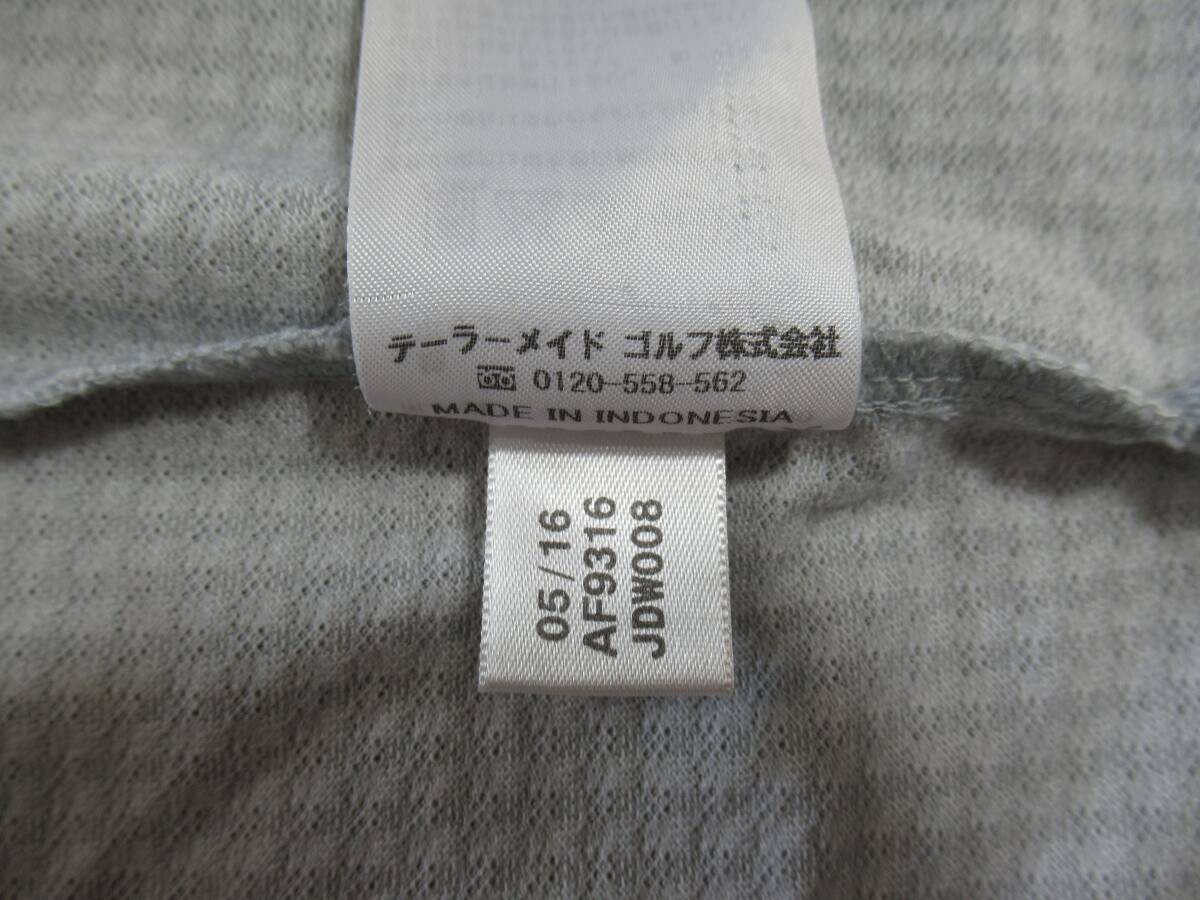 テーラーメイド ゴルフ株式会社
0120-558-562
MADE IN INDONESIA
05/16
AF9316
JDW008